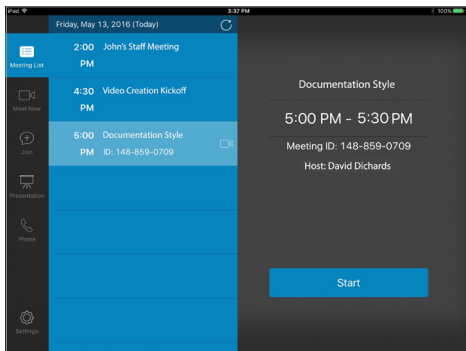 iPad
3:37 PM
100%
Friday, May 13, 2016 (Today)
Meeting List
2:00 PM
John's Staff Meeting
Meet Now
4:30 PM
Video Creation Kickoff
Join
5:00 PM
Documentation Style
ID: 148-859-0709
Presentation
Phone
Settings
Documentation Style
5:00 PM - 5:30 PM
Meeting ID: 148-859-0709
Host: David Dichards
Start